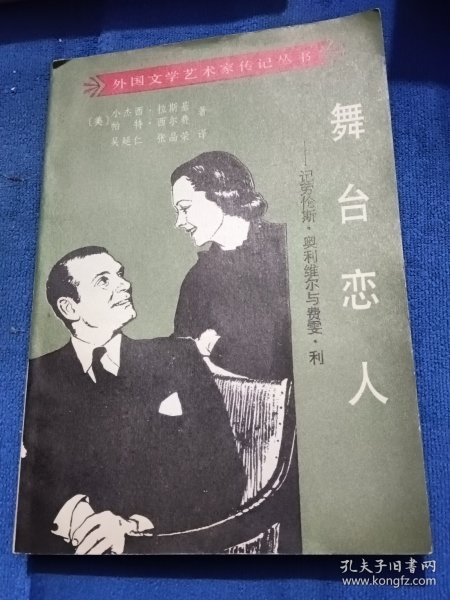 外国文学艺术家传记丛书
〔美〕小杰西·拉斯基
帕特·西尔弗 著
吴延仁 张晶荣 译
舞台恋人
——记劳伦斯·奥利维尔与费雯·利
孔夫子旧书网
www.kongfz.com